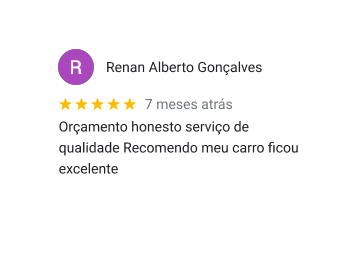 R
Renan Alberto Gonçalves
7 meses atrás
Orçamento honesto serviço de
qualidade Recomendo meu carro ficou
excelente